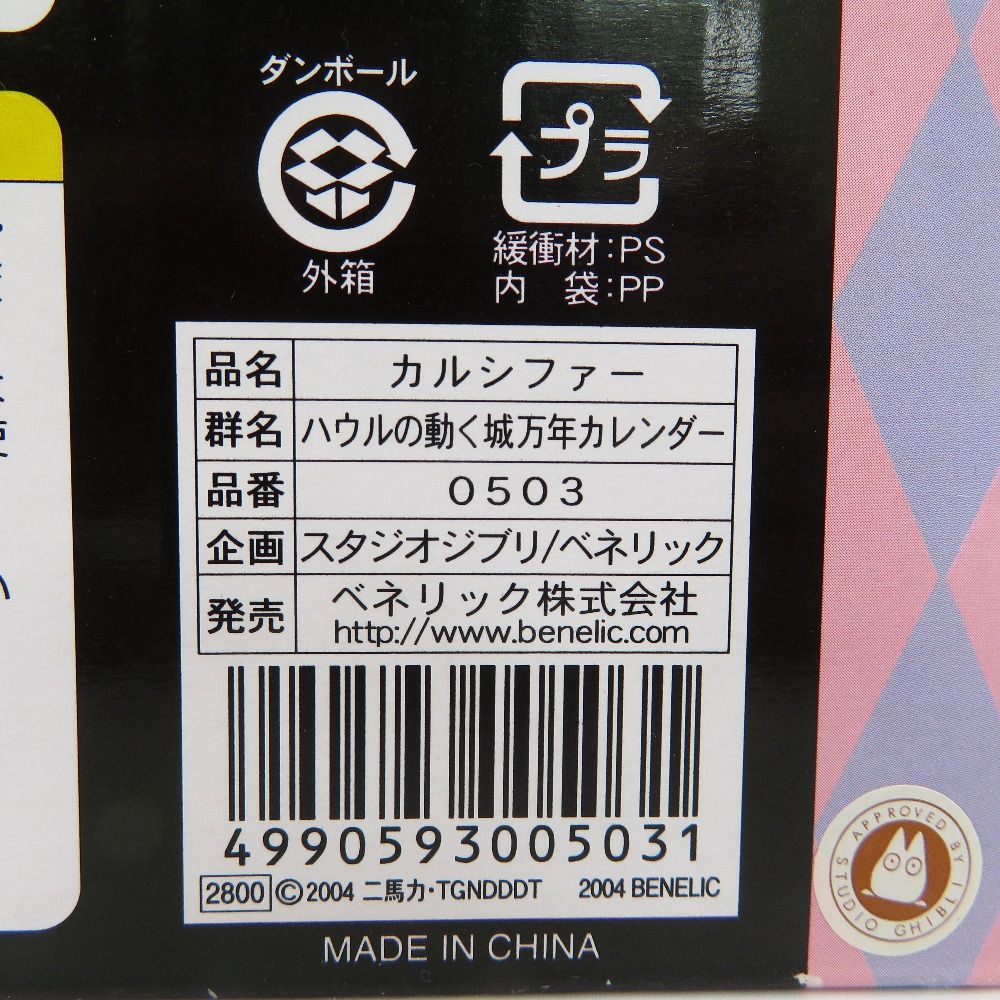 ダンボール
外箱
プラ
緩衝材:PS
内 袋:PP
品名 カルシファー
群名 ハウルの動く城万年カレンダー
品番 0503
企画 スタジオジブリ/ベネリック
発売 ベネリック株式会社
http://www.benelic.com
4990593005031
2800 ©2004 二馬力・TGNDDDT 2004 BENELIC
MADE IN CHINA
APPROVED BY
STUDIO GHIBLI